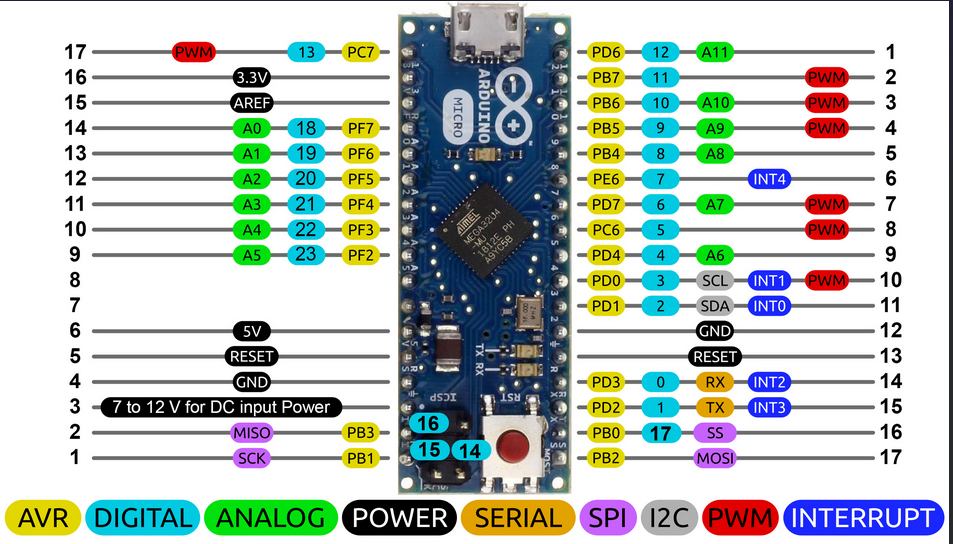 17 PWM 13 PC7 PD6 12 A11 1
16 3.3V PB7 11 PWM 2
15 AREF PB6 10 A10 PWM 3
14 A0 18 PF7 PB5 9 A9 PWM 4
13 A1 19 PF6 PB4 8 A8 5
12 A2 20 PF5 PE6 7 INT4 6
11 A3 21 PF4 PD7 6 A7 PWM 7
10 A4 22 PF3 PC6 5 PWM 8
9 A5 23 PF2 PD4 4 A6 9
8 PD0 3 SCL INT1 PWM 10
7 PD1 2 SDA INT0 11
6 5V GND 12
5 RESET RESET 13
4 GND PD3 0 RX INT2 14
3 7 to 12 V for DC input Power PD2 1 TX INT3 15
2 MISO PB3 PB0 17 SS 16
1 SCK PB1 PB2 MOSI 17
ARDUINO
MICRO
ATMEL
MEGA32U4
-MU
1812E PH
TX
RX
ICSP
RST
16
15 14
AVR DIGITAL ANALOG POWER SERIAL SPI I2C PWM INTERRUPT